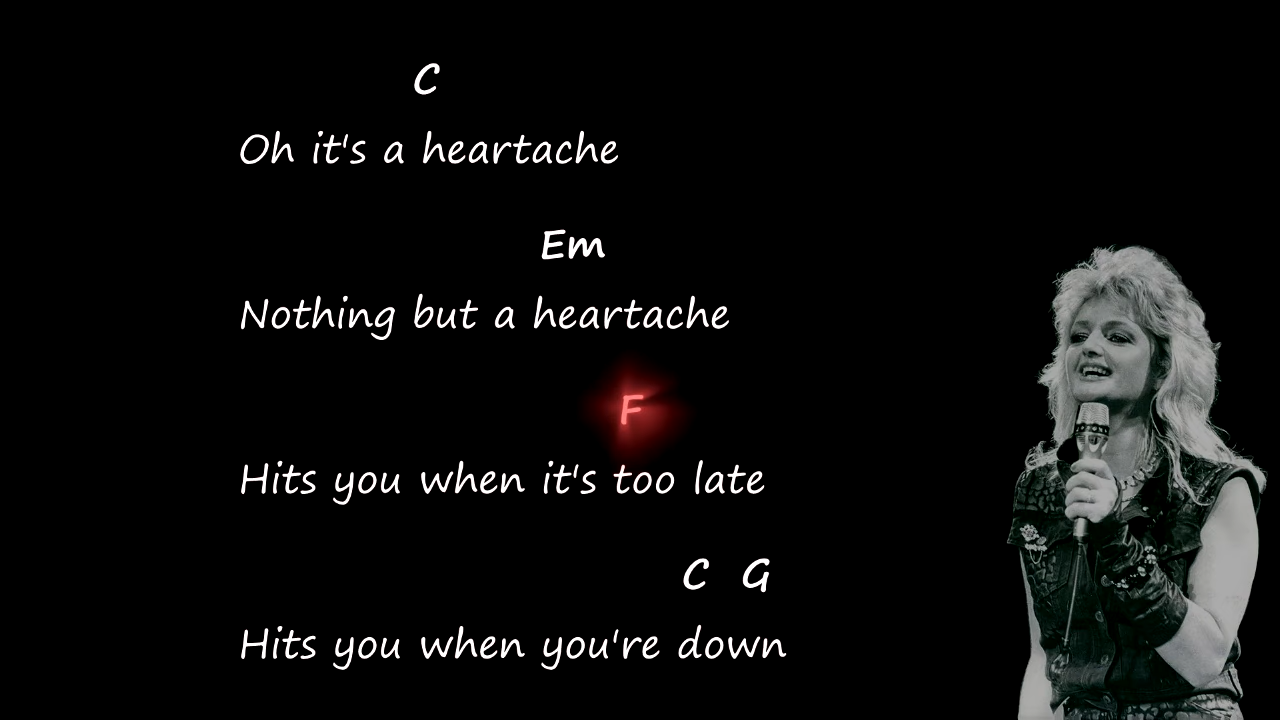 C
Oh it's a heartache
Em
Nothing but a heartache
F
Hits you when it's too late
C G
Hits you when you're down